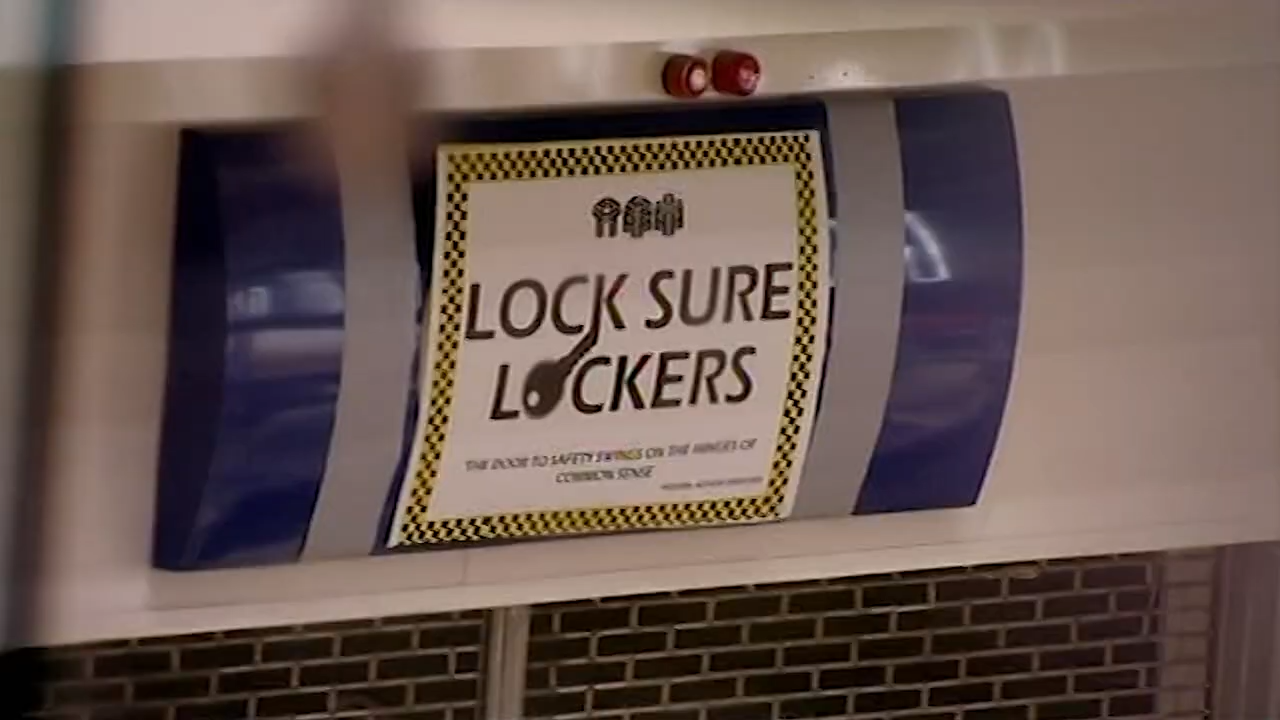 LOCK SURE
LOCKERS
THE DOOR TO SAFETY SWINGS ON THE HINGES OF
COMMON SENSE